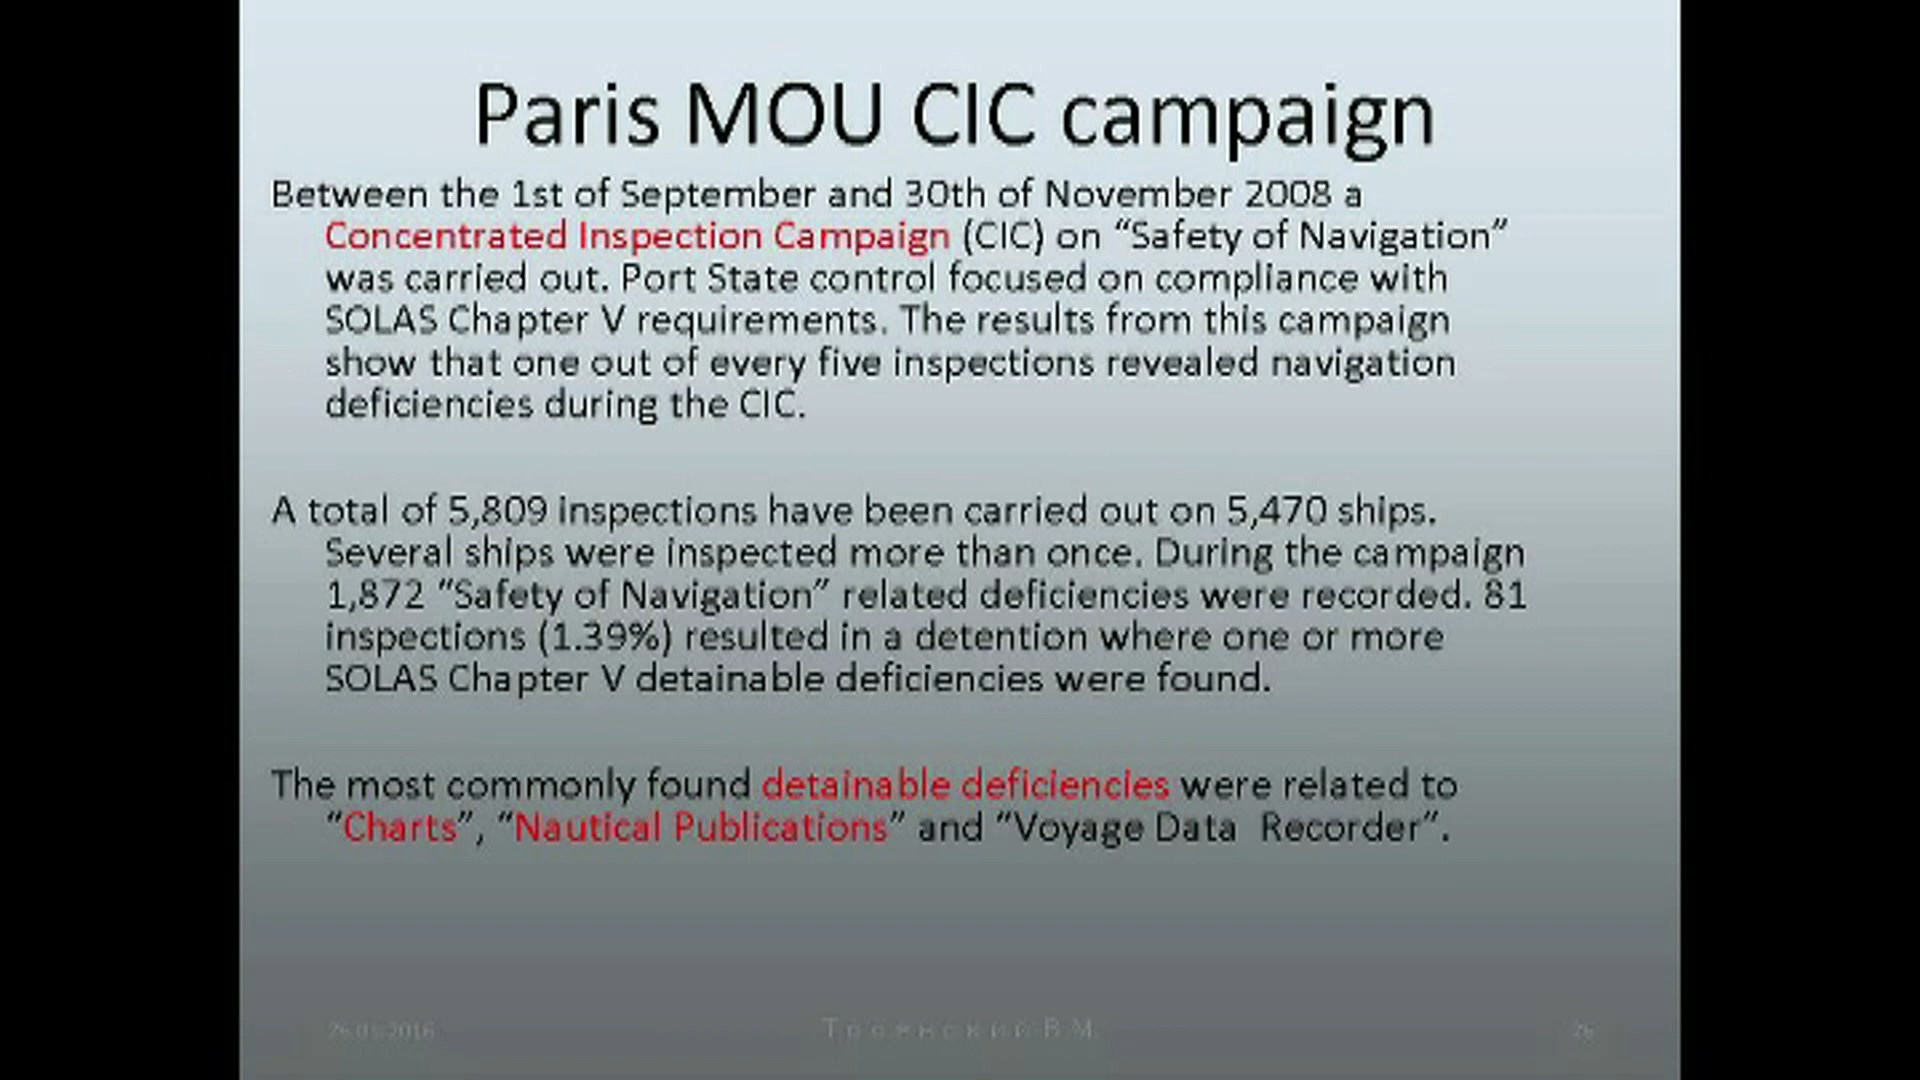 Paris MOU CIC campaign
Between the 1st of September and 30th of November 2008 a
Concentrated Inspection Campaign (CIC) on “Safety of Navigation”
was carried out. Port State control focused on compliance with
SOLAS Chapter V requirements. The results from this campaign
show that one out of every five inspections revealed navigation
deficiencies during the CIC.
A total of 5,809 inspections have been carried out on 5,470 ships.
Several ships were inspected more than once. During the campaign
1,872 “Safety of Navigation” related deficiencies were recorded. 81
inspections (1.39%) resulted in a detention where one or more
SOLAS Chapter V detainable deficiencies were found.
The most commonly found detainable deficiencies were related to
“Charts”, “Nautical Publications” and “Voyage Data Recorder”.
Троянский В.М.
26